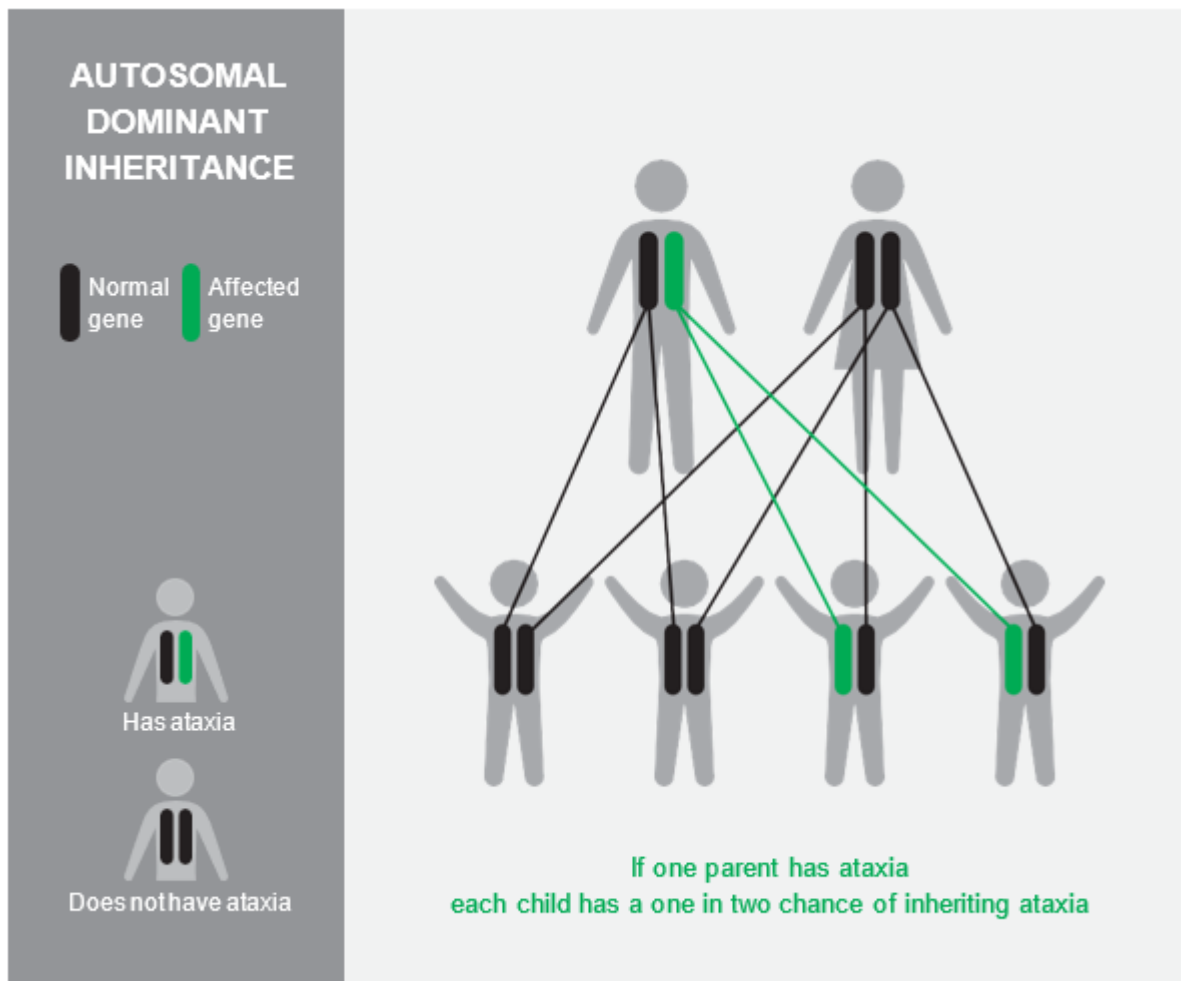 AUTOSOMAL
DOMINANT
INHERITANCE
Normal
gene
Affected
gene
Has ataxia
Does not have ataxia
If one parent has ataxia
each child has a one in two chance of inheriting ataxia